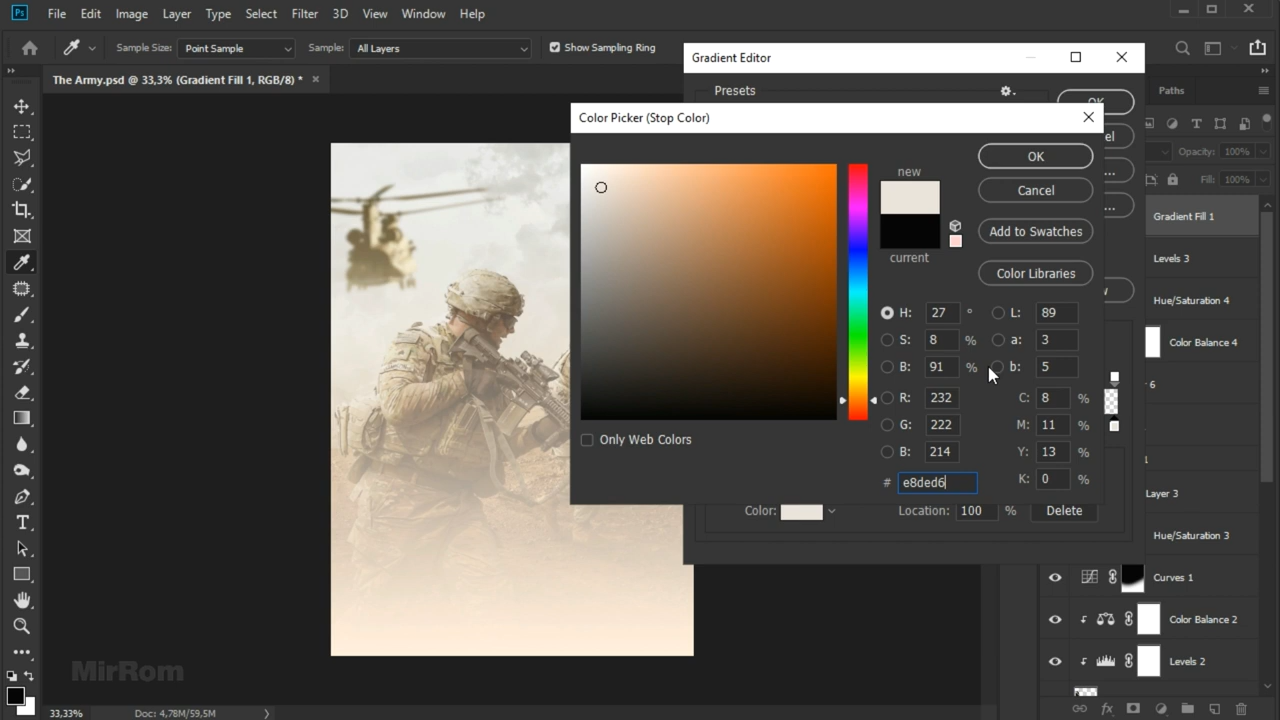 Ps File Edit Image Layer Type Select Filter 3D View Window Help
Sample Size: Point Sample Sample: All Layers Show Sampling Ring
The Army.psd @ 33,3% (Gradient Fill 1, RGB/8) *
Gradient Editor
Presets
OK
Color Picker (Stop Color)
new
current
OK
Cancel
Add to Swatches
Color Libraries
H: 27 °
S: 8 %
B: 91 %
R: 232
G: 222
B: 214
# e8ded6
L: 89
a: 3
b: 5
C: 8 %
M: 11 %
Y: 13 %
K: 0 %
Only Web Colors
Color: Location: 100 % Delete
Paths
Opacity: 100%
Fill: 100%
Gradient Fill 1
Levels 3
Hue/Saturation 4
Color Balance 4
6
Layer 3
Hue/Saturation 3
Curves 1
Color Balance 2
Levels 2
MirRom
33,33% Doc: 4,78M/59,5M